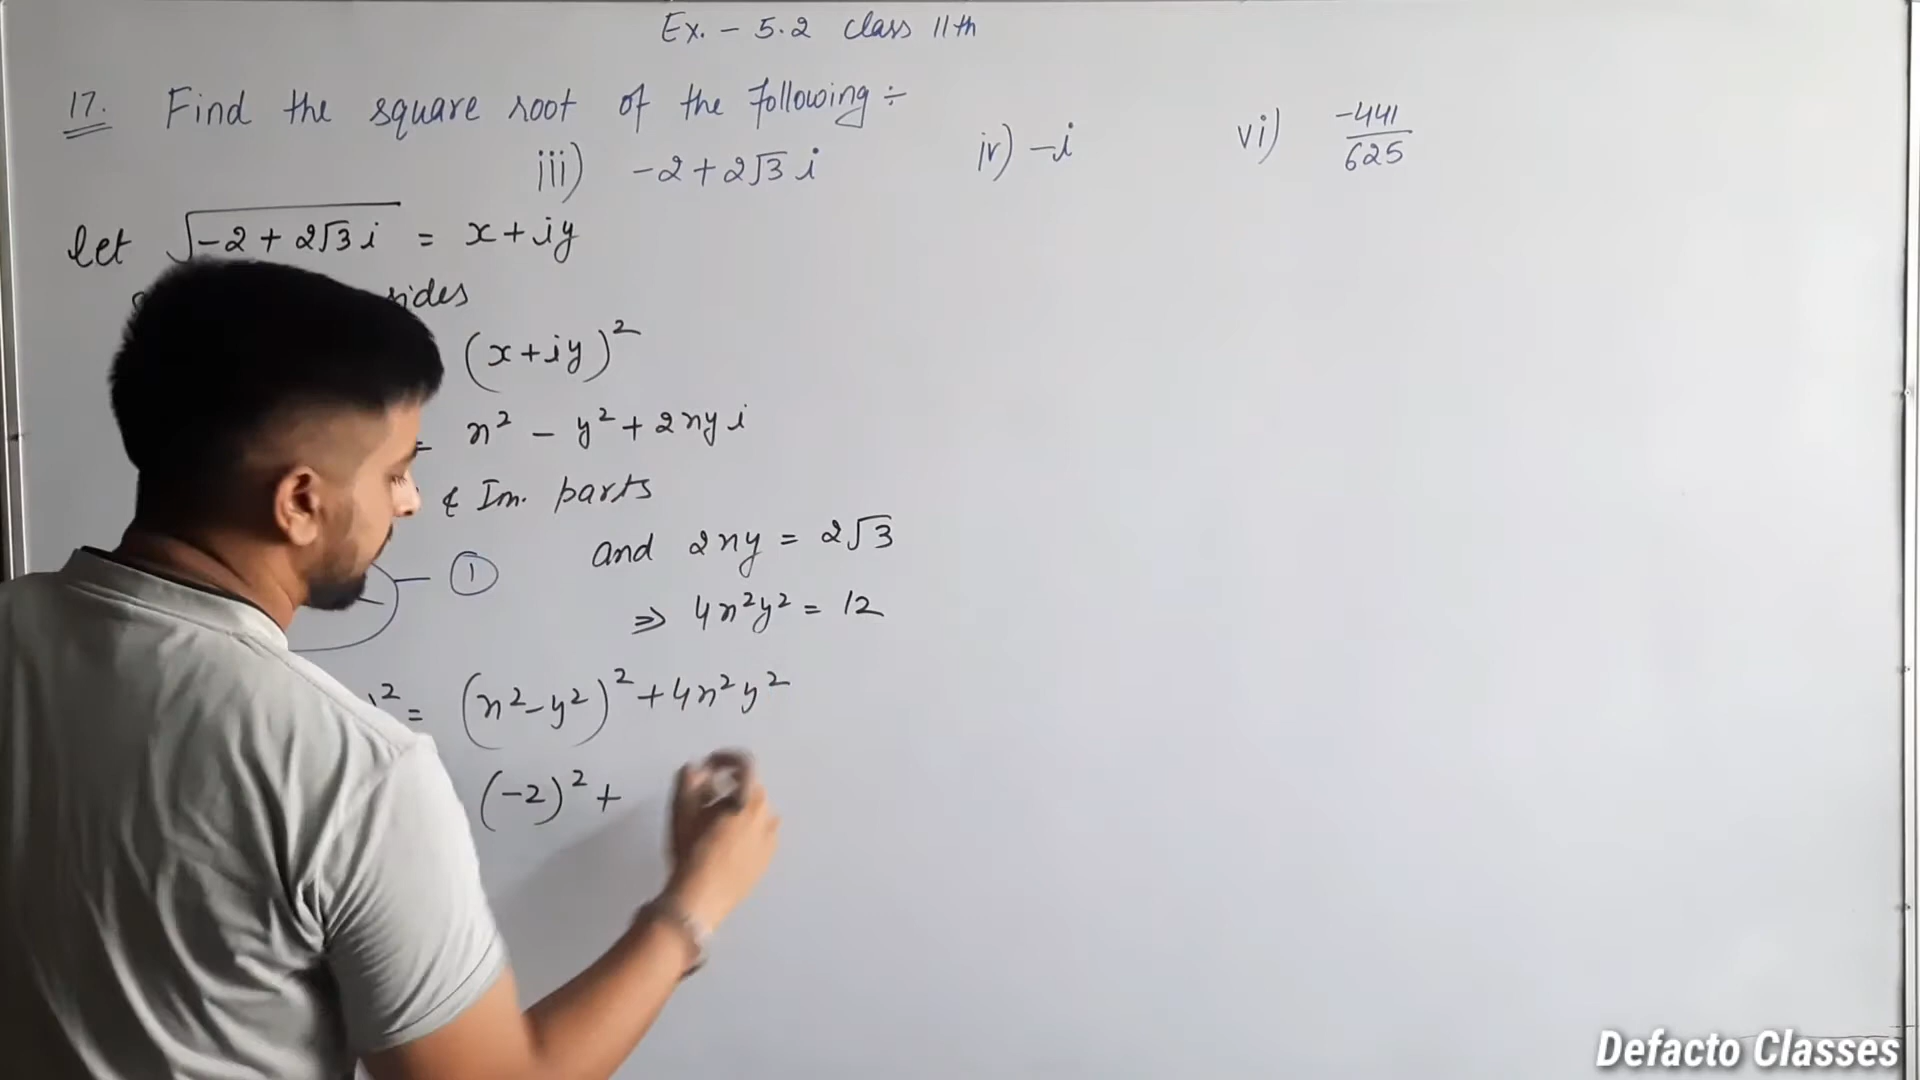 Ex. - 5.2 class 11th
17. Find the square root of the following :-
iii) -2 + 2√3 i iv) -i vi) -441/625
let √(-2 + 2√3 i) = x + iy
sides
(x + iy)²
= x² - y² + 2xy i
& Im. parts
and 2xy = 2√3
— ①
⇒ 4x²y² = 12
² = (x² - y²)² + 4x²y²
(-2)² +
Defacto Classes